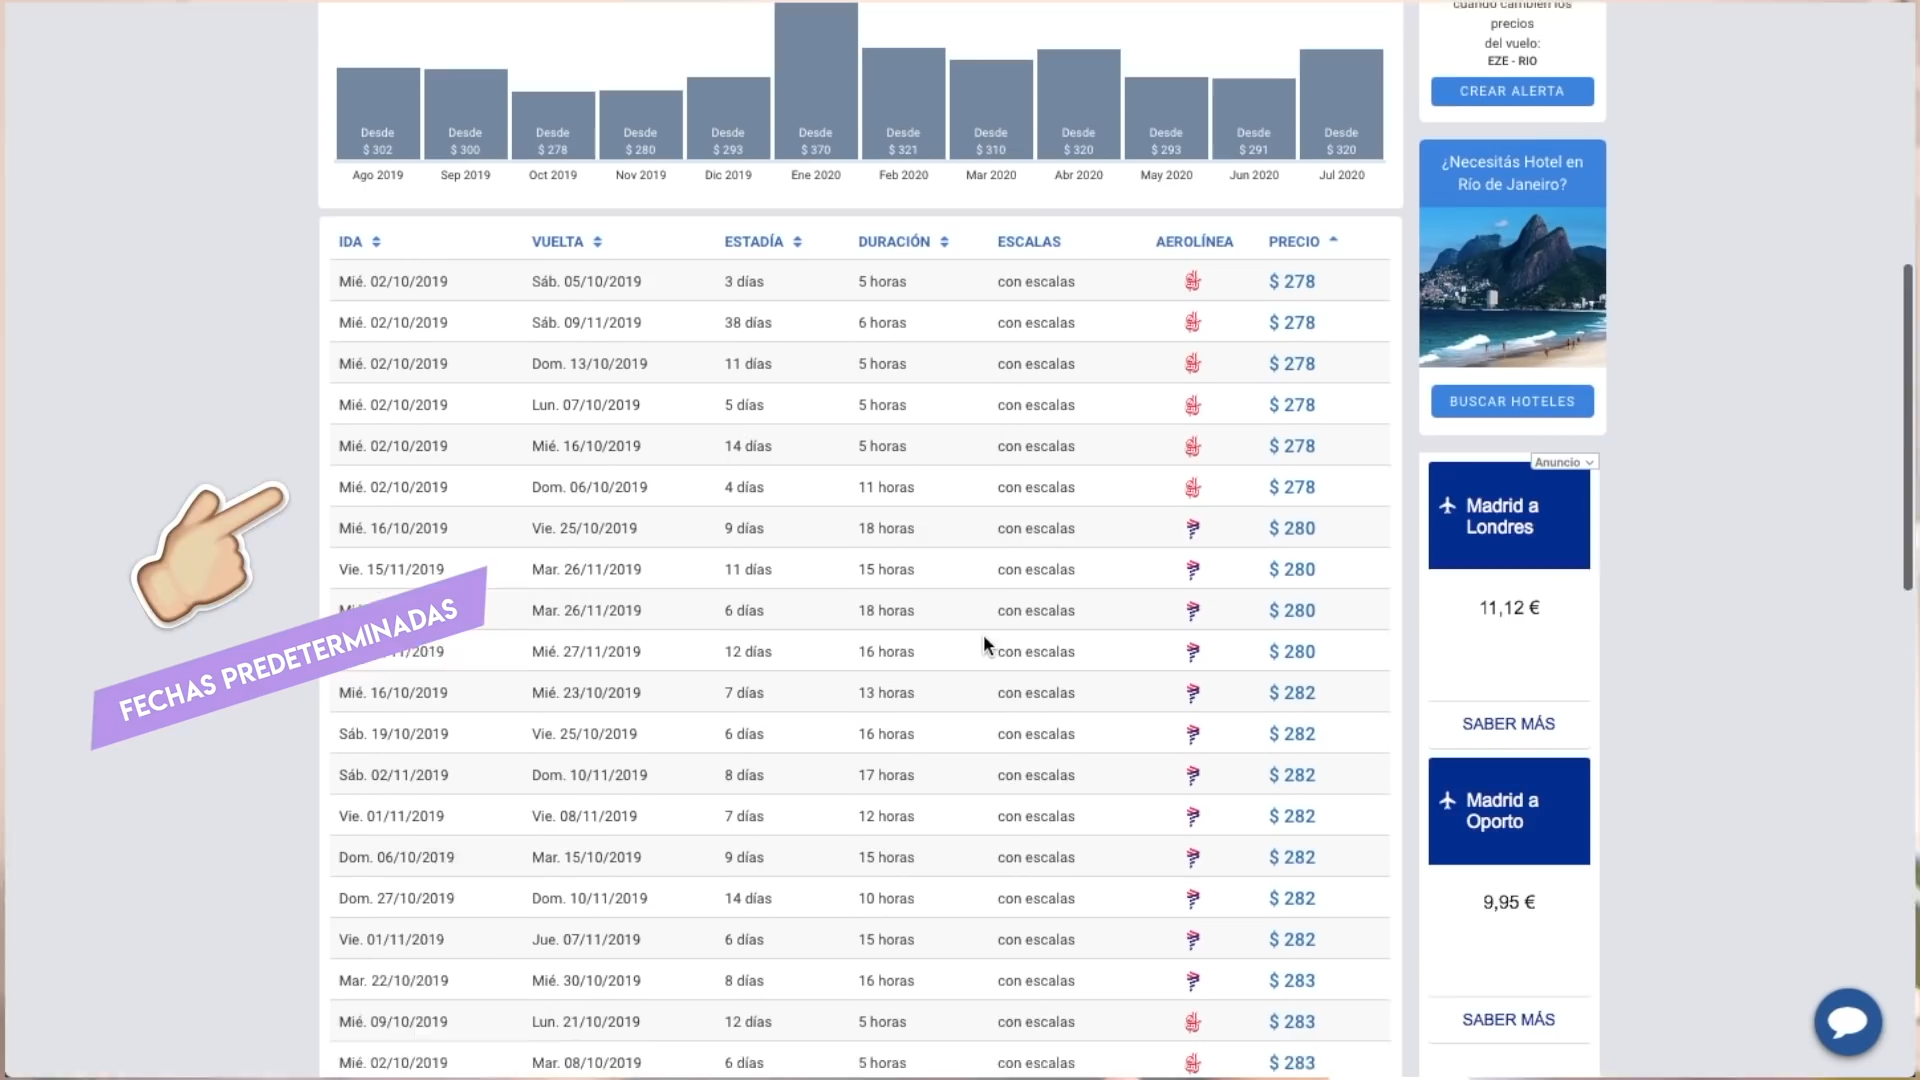 cuando cambien los
precios
del vuelo:
EZE - RIO
CREAR ALERTA
Desde Desde Desde Desde Desde Desde Desde Desde Desde Desde Desde Desde
$ 302 $ 300 $ 278 $ 280 $ 293 $ 370 $ 321 $ 310 $ 320 $ 293 $ 291 $ 320
Ago 2019 Sep 2019 Oct 2019 Nov 2019 Dic 2019 Ene 2020 Feb 2020 Mar 2020 Abr 2020 May 2020 Jun 2020 Jul 2020
IDA VUELTA ESTADÍA DURACIÓN ESCALAS AEROLÍNEA PRECIO
Mié. 02/10/2019 Sáb. 05/10/2019 3 días 5 horas con escalas $ 278
Mié. 02/10/2019 Sáb. 09/11/2019 38 días 6 horas con escalas $ 278
Mié. 02/10/2019 Dom. 13/10/2019 11 días 5 horas con escalas $ 278
Mié. 02/10/2019 Lun. 07/10/2019 5 días 5 horas con escalas $ 278
Mié. 02/10/2019 Mié. 16/10/2019 14 días 5 horas con escalas $ 278
Mié. 02/10/2019 Dom. 06/10/2019 4 días 11 horas con escalas $ 278
Mié. 16/10/2019 Vie. 25/10/2019 9 días 18 horas con escalas $ 280
Vie. 15/11/2019 Mar. 26/11/2019 11 días 15 horas con escalas $ 280
Mar. 26/11/2019 6 días 18 horas con escalas $ 280
/2019 Mié. 27/11/2019 12 días 16 horas con escalas $ 280
Mié. 16/10/2019 Mié. 23/10/2019 7 días 13 horas con escalas $ 282
Sáb. 19/10/2019 Vie. 25/10/2019 6 días 16 horas con escalas $ 282
Sáb. 02/11/2019 Dom. 10/11/2019 8 días 17 horas con escalas $ 282
Vie. 01/11/2019 Vie. 08/11/2019 7 días 12 horas con escalas $ 282
Dom. 06/10/2019 Mar. 15/10/2019 9 días 15 horas con escalas $ 282
Dom. 27/10/2019 Dom. 10/11/2019 14 días 10 horas con escalas $ 282
Vie. 01/11/2019 Jue. 07/11/2019 6 días 15 horas con escalas $ 282
Mar. 22/10/2019 Mié. 30/10/2019 8 días 16 horas con escalas $ 283
Mié. 09/10/2019 Lun. 21/10/2019 12 días 5 horas con escalas $ 283
Mié. 02/10/2019 Mar. 08/10/2019 6 días 5 horas con escalas $ 283
FECHAS PREDETERMINADAS
¿Necesitás Hotel en
Río de Janeiro?
BUSCAR HOTELES
Anuncio
Madrid a
Londres
11,12 €
SABER MÁS
Madrid a
Oporto
9,95 €
SABER MÁS